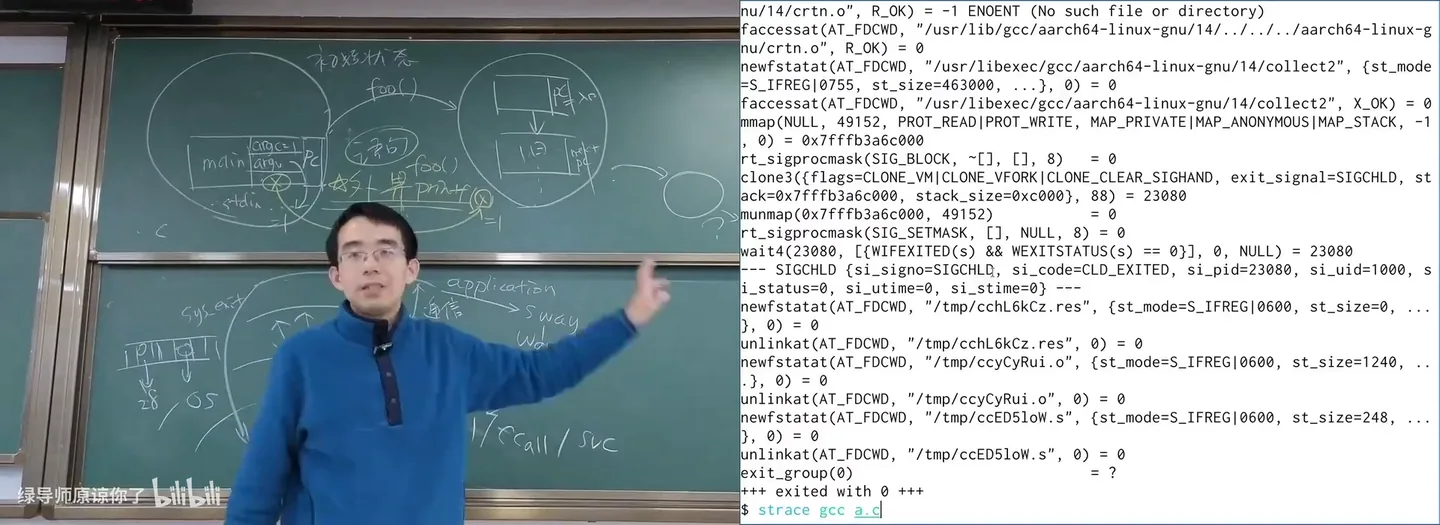 初始状态
foo()
main
argc=1
argv
PC
foo()
printf
=1
=1
c
?
sys_exit
application
通信
sway
28 / OS
ecall / svc
绿导师原谅你了 bilibili
nu/14/crtn.o", R_OK) = -1 ENOENT (No such file or directory)
faccessat(AT_FDCWD, "/usr/lib/gcc/aarch64-linux-gnu/14/../../../aarch64-linux-g
nu/crtn.o", R_OK) = 0
newfstatat(AT_FDCWD, "/usr/libexec/gcc/aarch64-linux-gnu/14/collect2", {st_mode
=S_IFREG|0755, st_size=463000, ...}, 0) = 0
faccessat(AT_FDCWD, "/usr/libexec/gcc/aarch64-linux-gnu/14/collect2", X_OK) = 0
mmap(NULL, 49152, PROT_READ|PROT_WRITE, MAP_PRIVATE|MAP_ANONYMOUS|MAP_STACK, -1
, 0) = 0x7fffb3a6c000
rt_sigprocmask(SIG_BLOCK, ~[], [], 8)   = 0
clone3({flags=CLONE_VM|CLONE_VFORK|CLONE_CLEAR_SIGHAND, exit_signal=SIGCHLD, st
ack=0x7fffb3a6c000, stack_size=0xc000}, 88) = 23080
munmap(0x7fffb3a6c000, 49152)           = 0
rt_sigprocmask(SIG_SETMASK, [], NULL, 8) = 0
wait4(23080, [{WIFEXITED(s) && WEXITSTATUS(s) == 0}], 0, NULL) = 23080
--- SIGCHLD {si_signo=SIGCHLD, si_code=CLD_EXITED, si_pid=23080, si_uid=1000, s
i_status=0, si_utime=0, si_stime=0} ---
newfstatat(AT_FDCWD, "/tmp/cchL6kCz.res", {st_mode=S_IFREG|0600, st_size=0, ...
}, 0) = 0
unlinkat(AT_FDCWD, "/tmp/cchL6kCz.res", 0) = 0
newfstatat(AT_FDCWD, "/tmp/ccyCyRui.o", {st_mode=S_IFREG|0600, st_size=1240, ..
.}, 0) = 0
unlinkat(AT_FDCWD, "/tmp/ccyCyRui.o", 0) = 0
newfstatat(AT_FDCWD, "/tmp/ccED5loW.s", {st_mode=S_IFREG|0600, st_size=248, ...
}, 0) = 0
unlinkat(AT_FDCWD, "/tmp/ccED5loW.s", 0) = 0
exit_group(0)                           = ?
+++ exited with 0 +++
$ strace gcc a.c